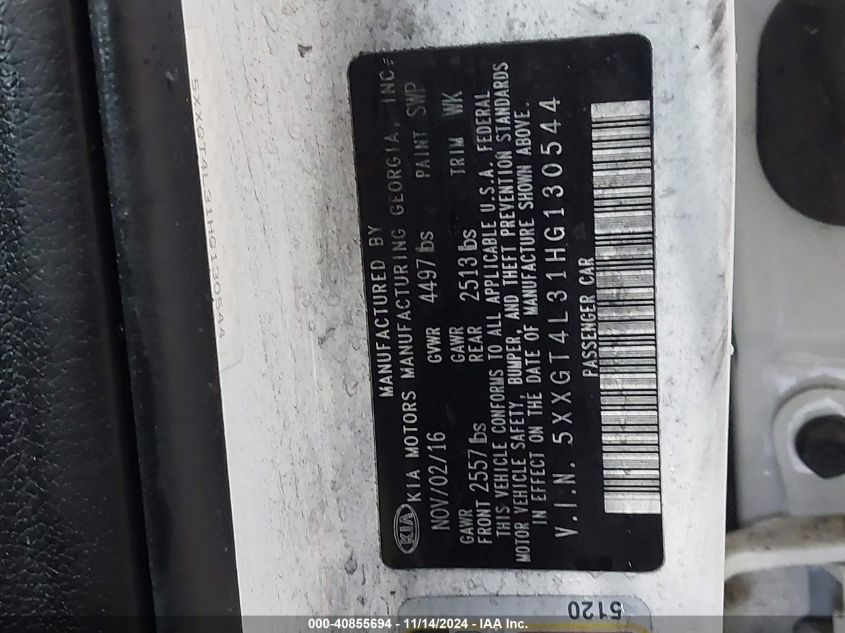 5XXGT4L31HG130544
MANUFACTURED BY
KIA KIA MOTORS MANUFACTURING GEORGIA, INC.
NOV/02/16 GVWR 4497 lbs PAINT SWP
GAWR FRONT 2557 lbs GAWR REAR 2513 lbs TRIM WK
THIS VEHICLE CONFORMS TO ALL APPLICABLE U.S.A. FEDERAL
MOTOR VEHICLE SAFETY, BUMPER, AND THEFT PREVENTION STANDARDS
IN EFFECT ON THE DATE OF MANUFACTURE SHOWN ABOVE.
V.I.N. 5XXGT4L31HG130544
PASSENGER CAR
5120
000-40855694 - 11/14/2024 - IAA Inc.